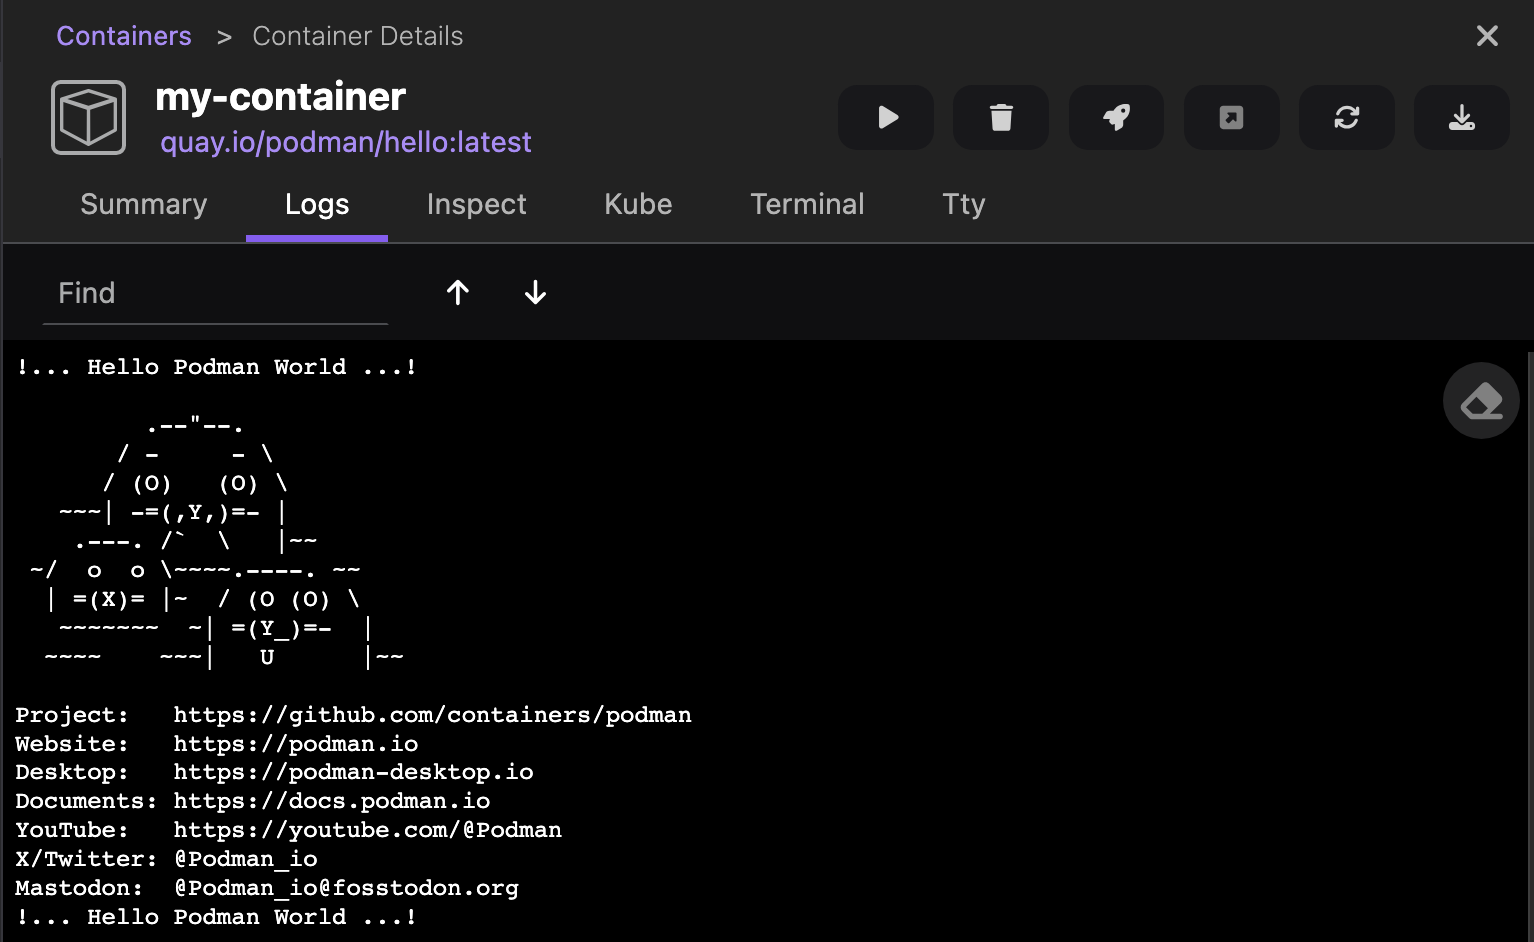 Containers > Container Details
my-container
quay.io/podman/hello:latest
Summary Logs Inspect Kube Terminal Tty
Find
!... Hello Podman World ...!
         .--"--.
       / -     - \
      / (O)   (O) \
   ~~~| -=(,Y,)=- |
    .---. /`  \   |~~
 ~/  o  o \~~~~.----. ~~
  | =(X)= |~  / (O (O) \
   ~~~~~~~  ~| =(Y_)=-  |
  ~~~~    ~~~|   U      |~~
Project:   https://github.com/containers/podman
Website:   https://podman.io
Desktop:   https://podman-desktop.io
Documents: https://docs.podman.io
YouTube:   https://youtube.com/@Podman
X/Twitter: @Podman_io
Mastodon:  @Podman_io@fosstodon.org
!... Hello Podman World ...!